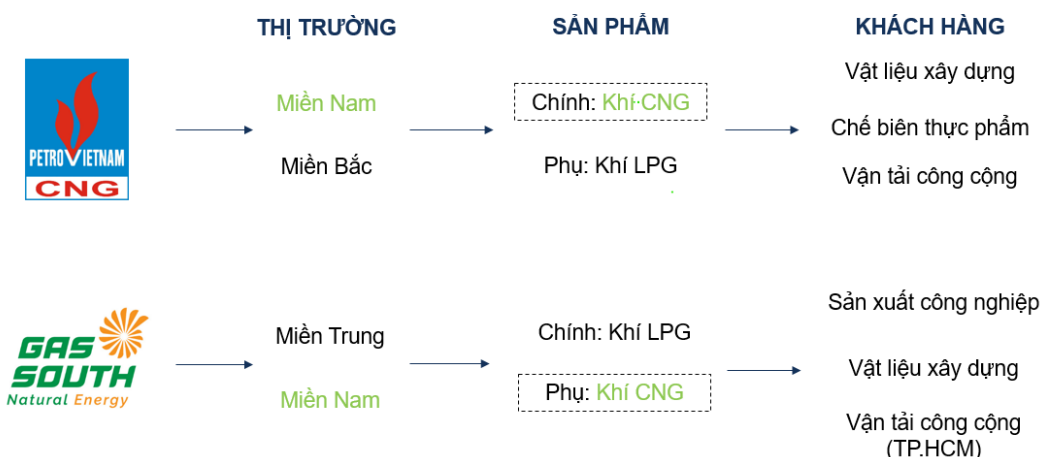 THỊ TRƯỜNG
SẢN PHẨM
KHÁCH HÀNG
PETROVIETNAM
CNG
Miền Nam
Miền Bắc
Chính: Khí CNG
Phụ: Khí LPG
Vật liệu xây dựng
Chế biên thực phẩm
Vận tải công cộng
GAS
SOUTH
Natural Energy
Miền Trung
Miền Nam
Chính: Khí LPG
Phụ: Khí CNG
Sản xuất công nghiệp
Vật liệu xây dựng
Vận tải công cộng
(TP.HCM)